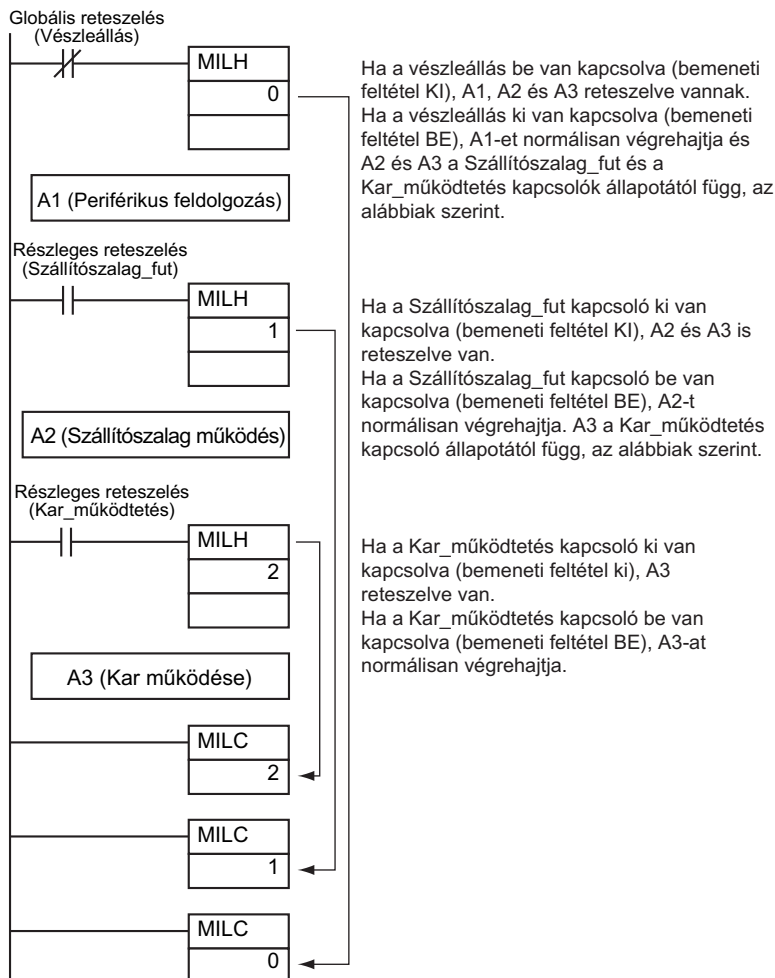 Globális reteszelés
(Vészleállás)
MILH
0
Ha a vészleállás be van kapcsolva (bemeneti
feltétel KI), A1, A2 és A3 reteszelve vannak.
Ha a vészleállás ki van kapcsolva (bemeneti
feltétel BE), A1-et normálisan végrehajtja és
A2 és A3 a Szállítószalag_fut és a
Kar_működtetés kapcsolók állapotától függ, az
alábbiak szerint.
A1 (Periférikus feldolgozás)
Részleges reteszelés
(Szállítószalag_fut)
MILH
1
Ha a Szállítószalag_fut kapcsoló ki van
kapcsolva (bemeneti feltétel KI), A2 és A3 is
reteszelve van.
Ha a Szállítószalag_fut kapcsoló be van
kapcsolva (bemeneti feltétel BE), A2-t
normálisan végrehajtja. A3 a Kar_működtetés
kapcsoló állapotától függ, az alábbiak szerint.
A2 (Szállítószalag működés)
Részleges reteszelés
(Kar_működtetés)
MILH
2
Ha a Kar_működtetés kapcsoló ki van
kapcsolva (bemeneti feltétel ki), A3
reteszelve van.
Ha a Kar_működtetés kapcsoló be van
kapcsolva (bemeneti feltétel BE), A3-at
normálisan végrehajtja.
A3 (Kar működése)
MILC
2
MILC
1
MILC
0